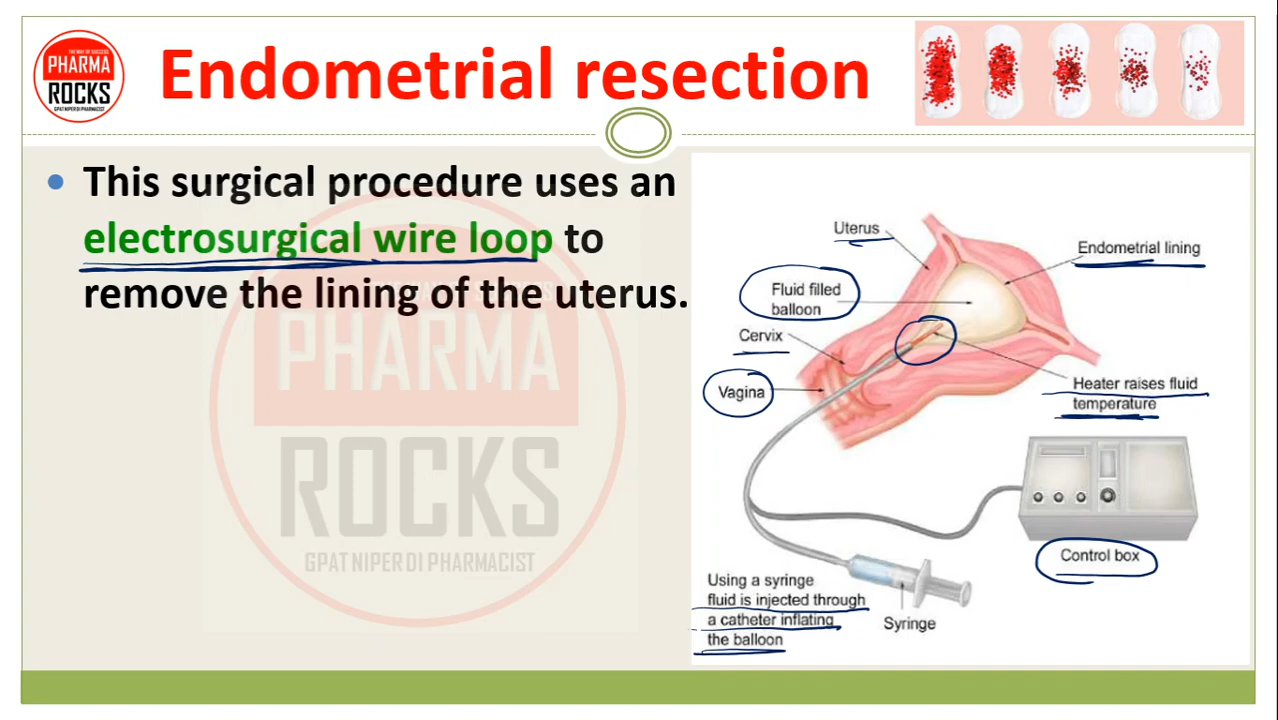 THE WAY OF SUCCESS
PHARMA
ROCKS
GPAT NIPER DI PHARMACIST
Endometrial resection
• This surgical procedure uses an
electrosurgical wire loop to
remove the lining of the uterus.
PHARMA
ROCKS
GPAT NIPER DI PHARMACIST
Uterus
Endometrial lining
Fluid filled
balloon
Cervix
Vagina
Heater raises fluid
temperature
Control box
Using a syringe
fluid is injected through
a catheter inflating
the balloon
Syringe